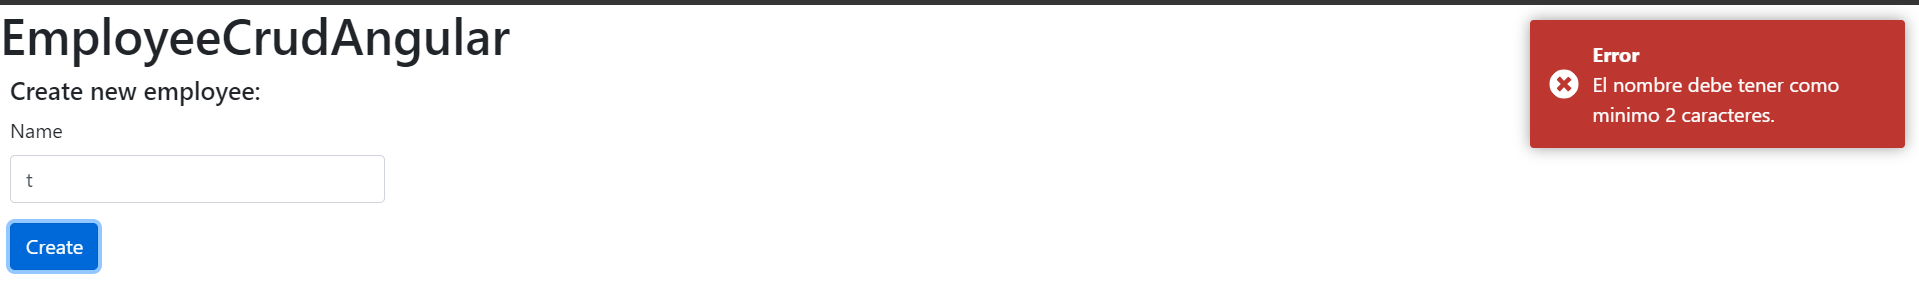 EmployeeCrudAngular
Create new employee:
Name
t
Create
Error
El nombre debe tener como
minimo 2 caracteres.